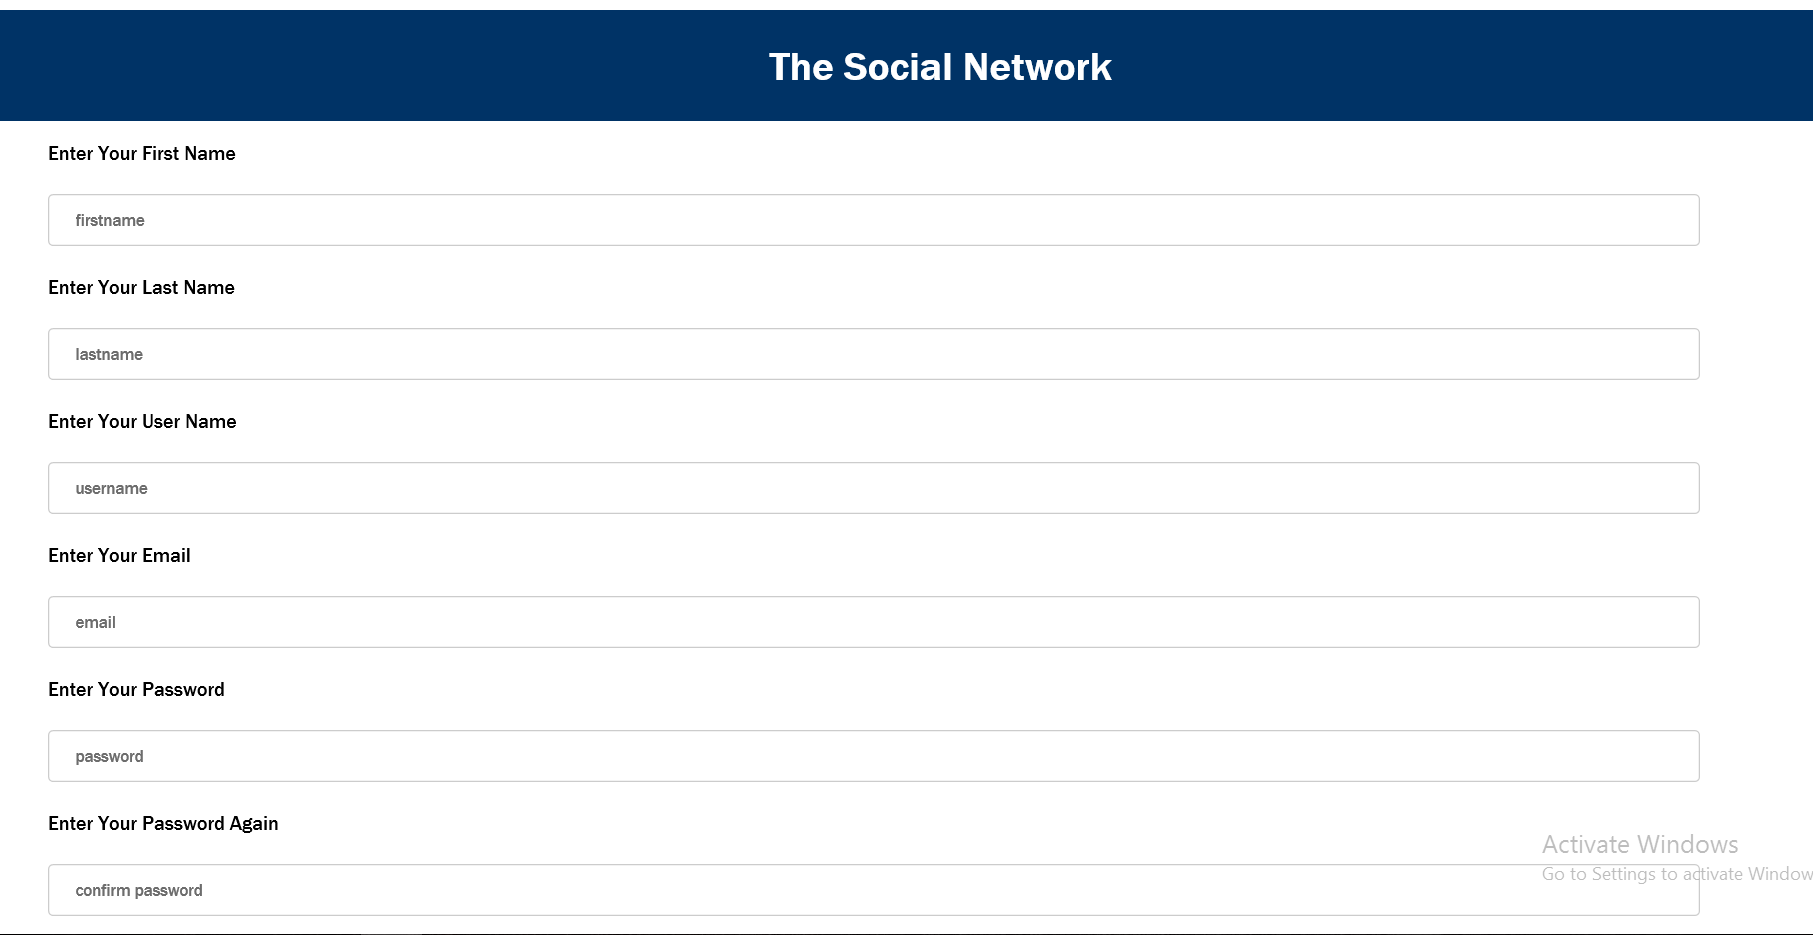 The Social Network
Enter Your First Name
firstname
Enter Your Last Name
lastname
Enter Your User Name
username
Enter Your Email
email
Enter Your Password
password
Enter Your Password Again
confirm password
Activate Windows
Go to Settings to activate Window